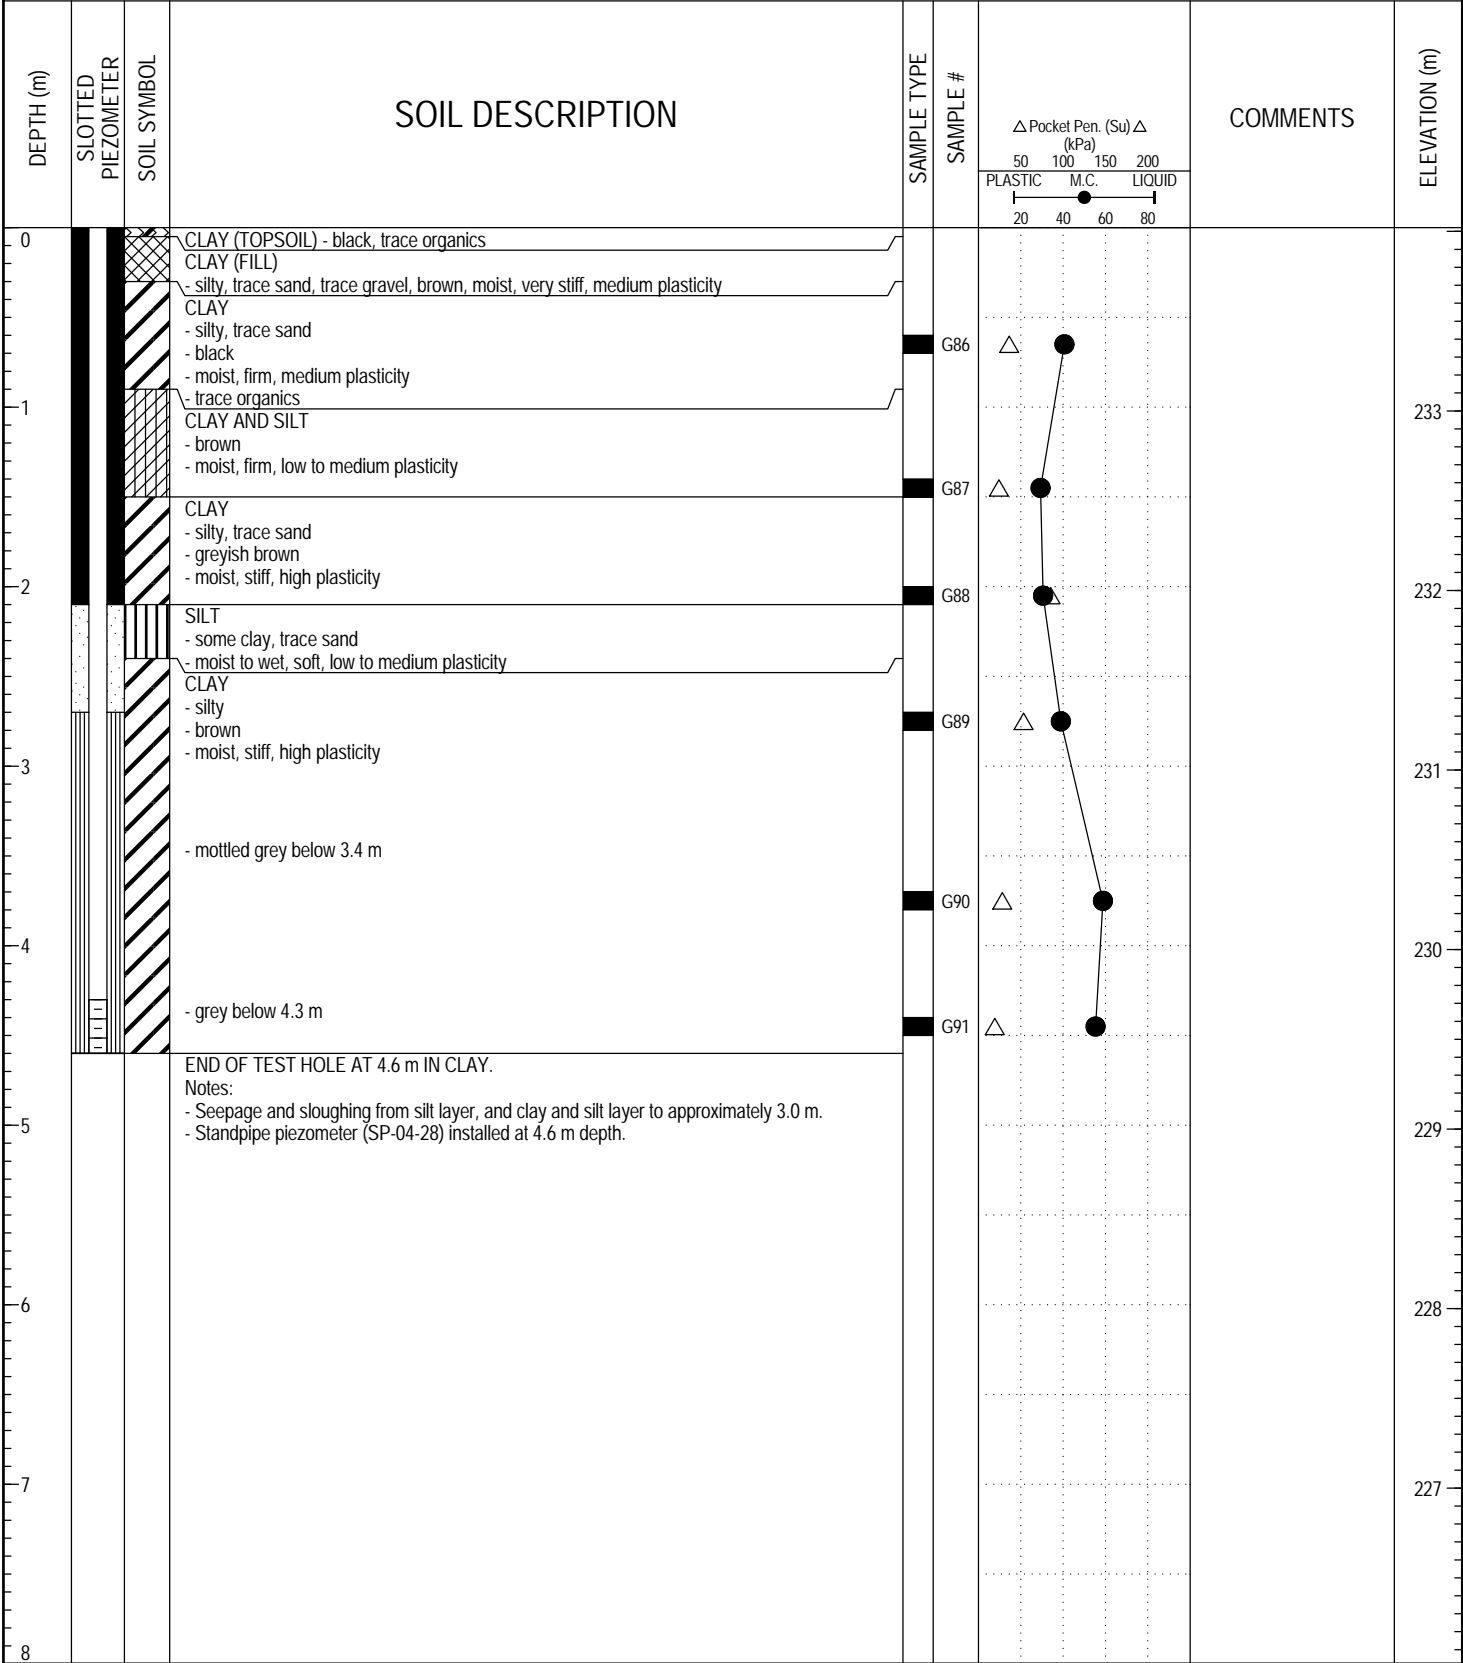 DEPTH (m)
SLOTTED
PIEZOMETER
SOIL SYMBOL
SOIL DESCRIPTION
SAMPLE TYPE
SAMPLE #
Pocket Pen. (Su)
(kPa)
50 100 150 200
PLASTIC M.C. LIQUID
20 40 60 80
COMMENTS
ELEVATION (m)
0
CLAY (TOPSOIL) - black, trace organics
CLAY (FILL)
- silty, trace sand, trace gravel, brown, moist, very stiff, medium plasticity
CLAY
- silty, trace sand
- black
- moist, firm, medium plasticity
- trace organics
G86
1
233
CLAY AND SILT
- brown
- moist, firm, low to medium plasticity
G87
CLAY
- silty, trace sand
- greyish brown
- moist, stiff, high plasticity
2
G88
232
SILT
- some clay, trace sand
- moist to wet, soft, low to medium plasticity
CLAY
- silty
- brown
- moist, stiff, high plasticity
G89
3
231
- mottled grey below 3.4 m
G90
4
230
- grey below 4.3 m
G91
END OF TEST HOLE AT 4.6 m IN CLAY.
Notes:
- Seepage and sloughing from silt layer, and clay and silt layer to approximately 3.0 m.
- Standpipe piezometer (SP-04-28) installed at 4.6 m depth.
5
229
6
228
7
227
8